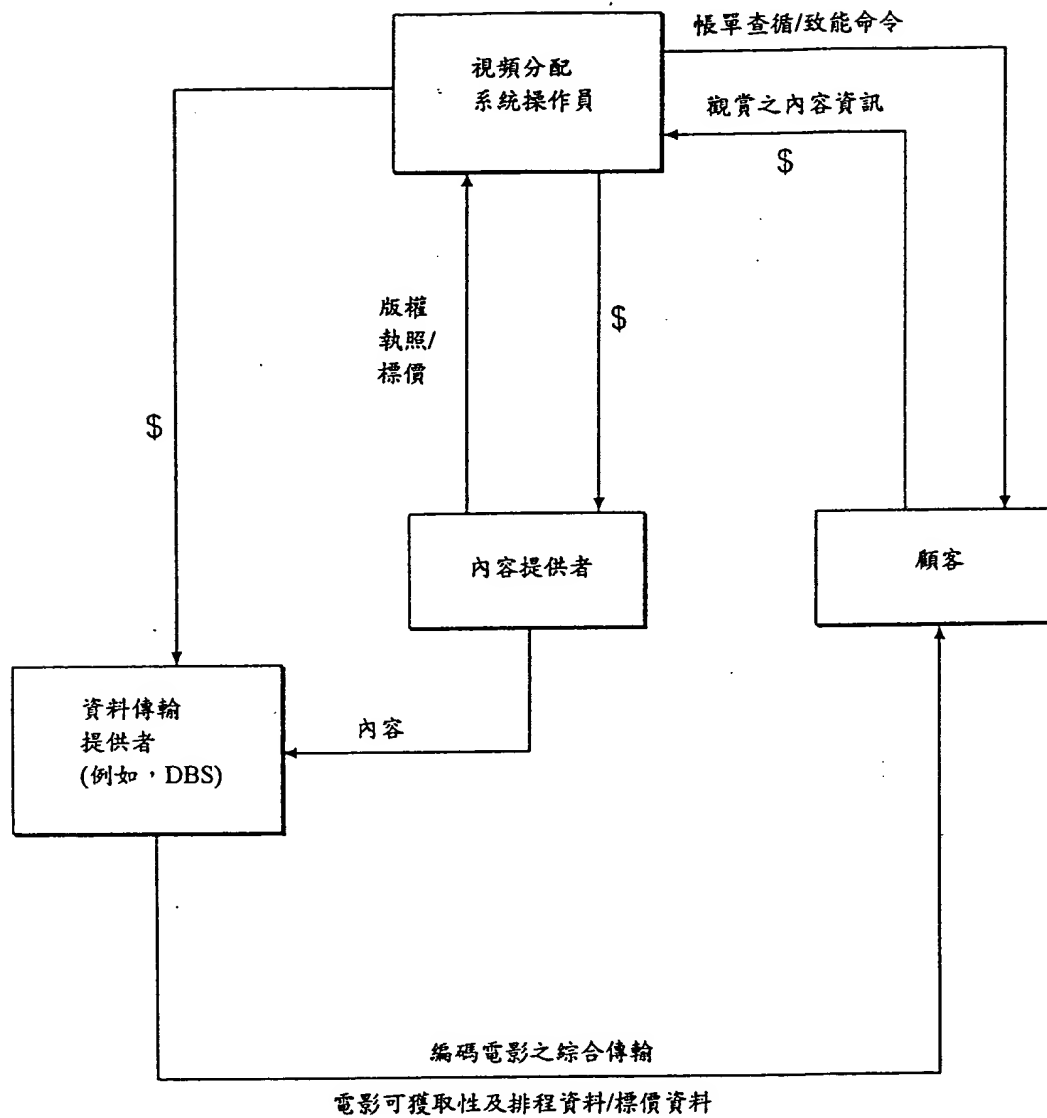 帳單查循/致能命令
視頻分配
系統操作員
觀賞之內容資訊
$
版權
執照/
標價
$
$
內容提供者
顧客
資料傳輸
提供者
(例如，DBS)
內容
編碼電影之綜合傳輸
電影可獲取性及排程資料/標價資料